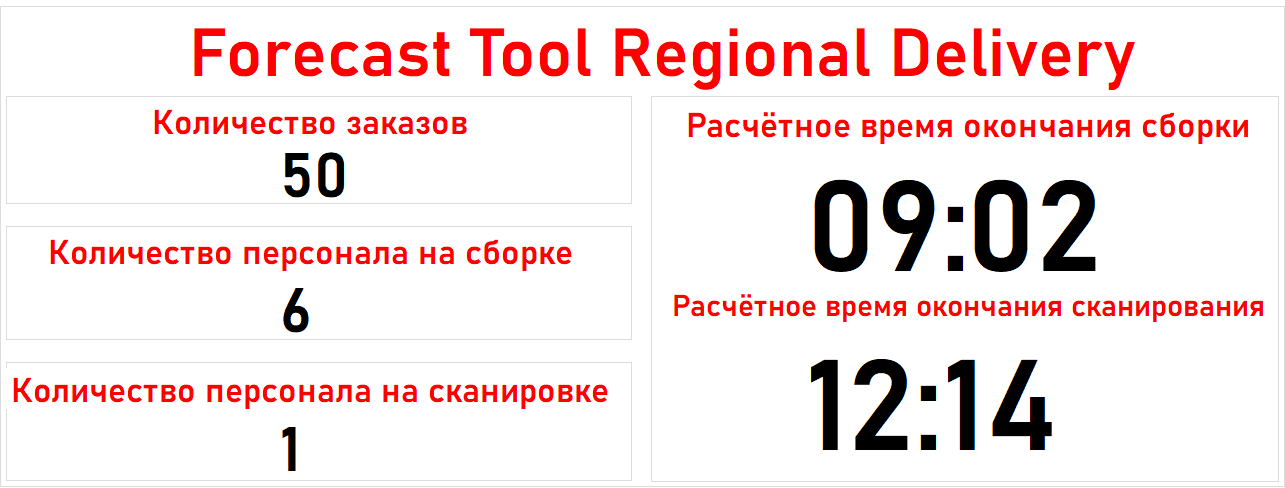 Forecast Tool Regional Delivery
Количество заказов
50
Количество персонала на сборке
6
Количество персонала на сканировке
1
Расчётное время окончания сборки
09:02
Расчётное время окончания сканирования
12:14